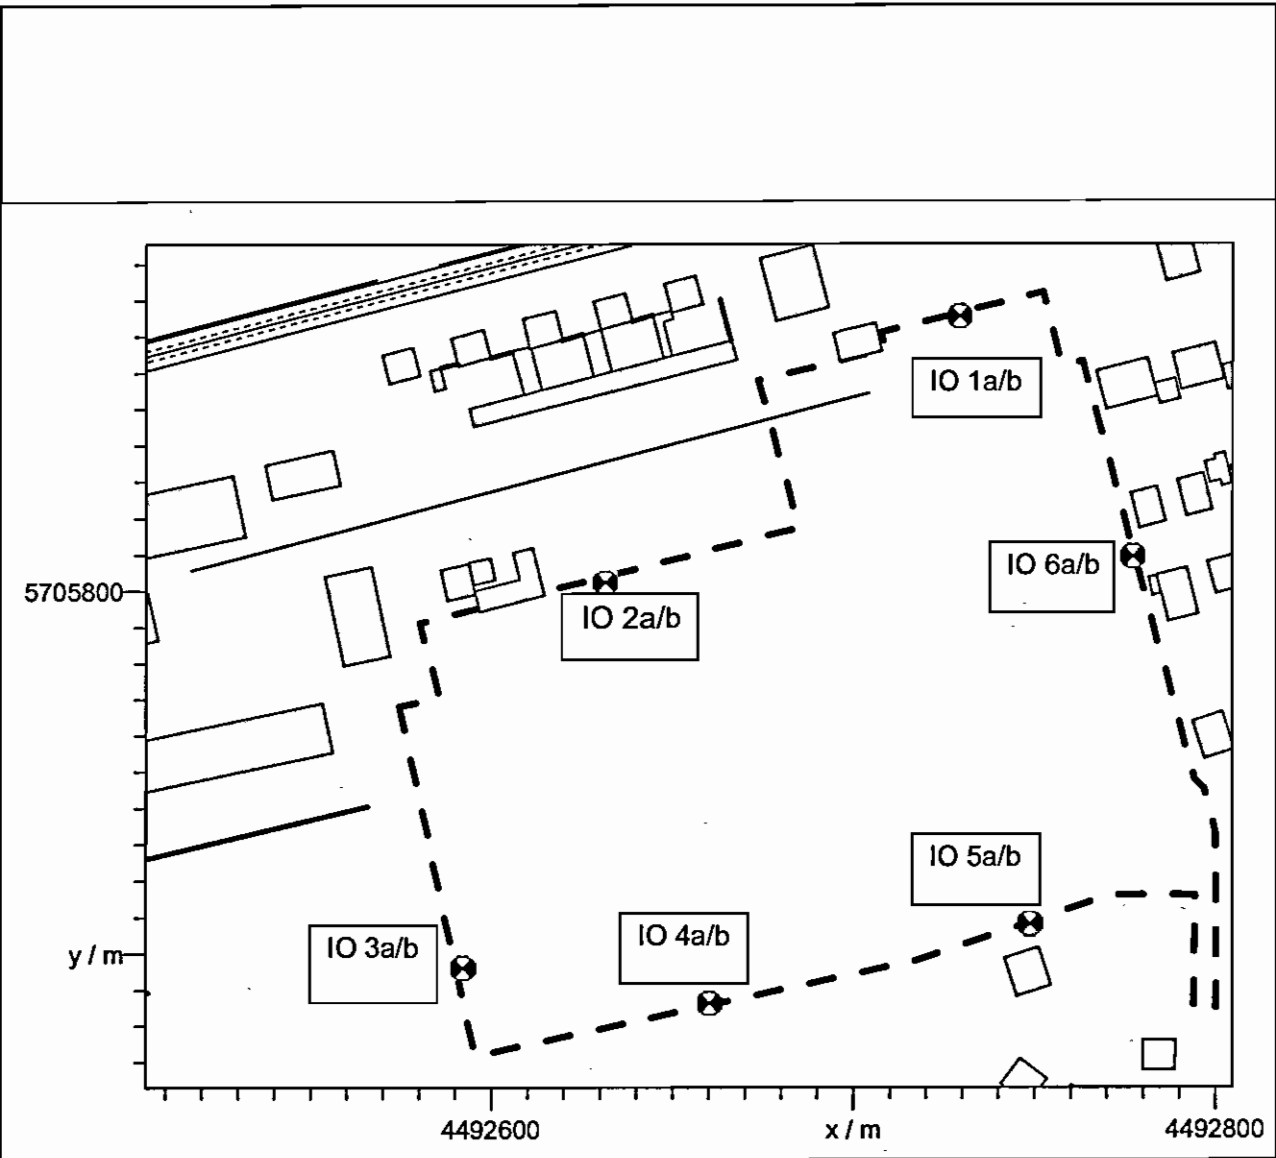 IO 1a/b
IO 6a/b
5705800
IO 2a/b
IO 5a/b
IO 4a/b
IO 3a/b
y / m
4492600
x / m
4492800